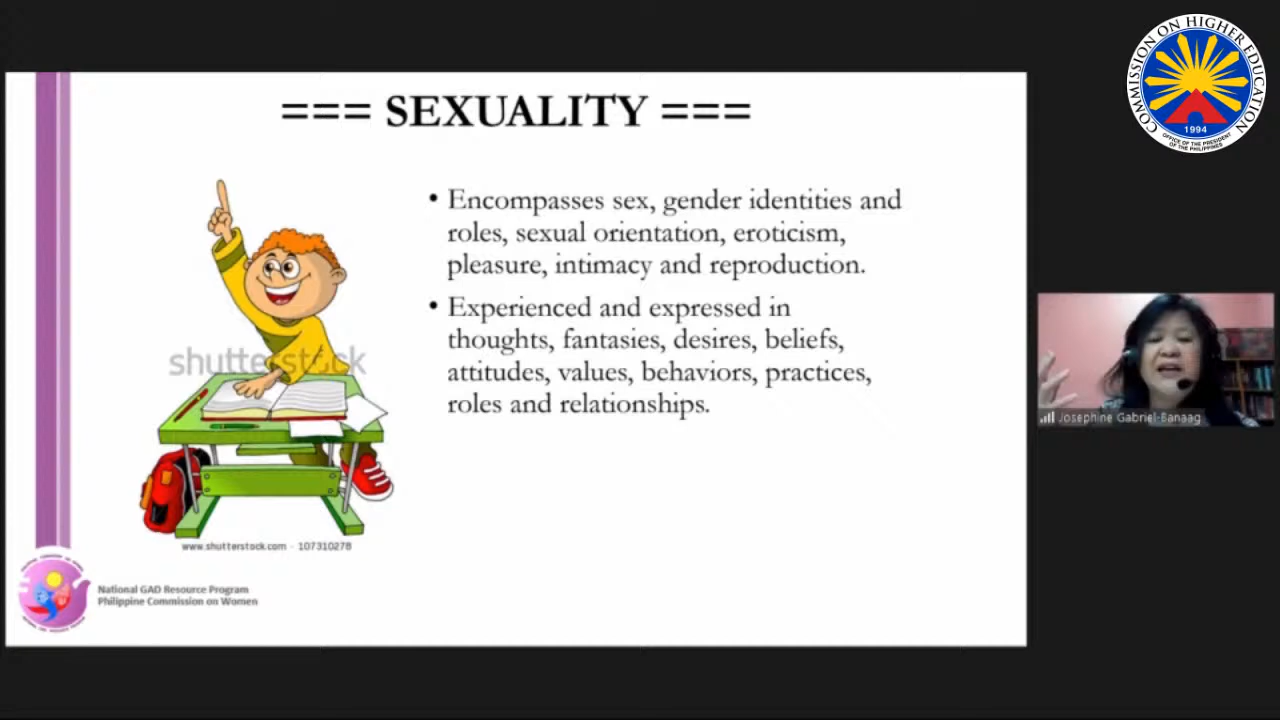 === SEXUALITY ===
• Encompasses sex, gender identities and
roles, sexual orientation, eroticism,
pleasure, intimacy and reproduction.
• Experienced and expressed in
thoughts, fantasies, desires, beliefs,
attitudes, values, behaviors, practices,
roles and relationships.
shutterstock
www.shutterstock.com · 107310278
National GAD Resource Program
Philippine Commission on Women
COMMISSION ON HIGHER EDUCATION
1994
OFFICE OF THE PRESIDENT
OF THE PHILIPPINES
Josephine Gabriel-Banaag